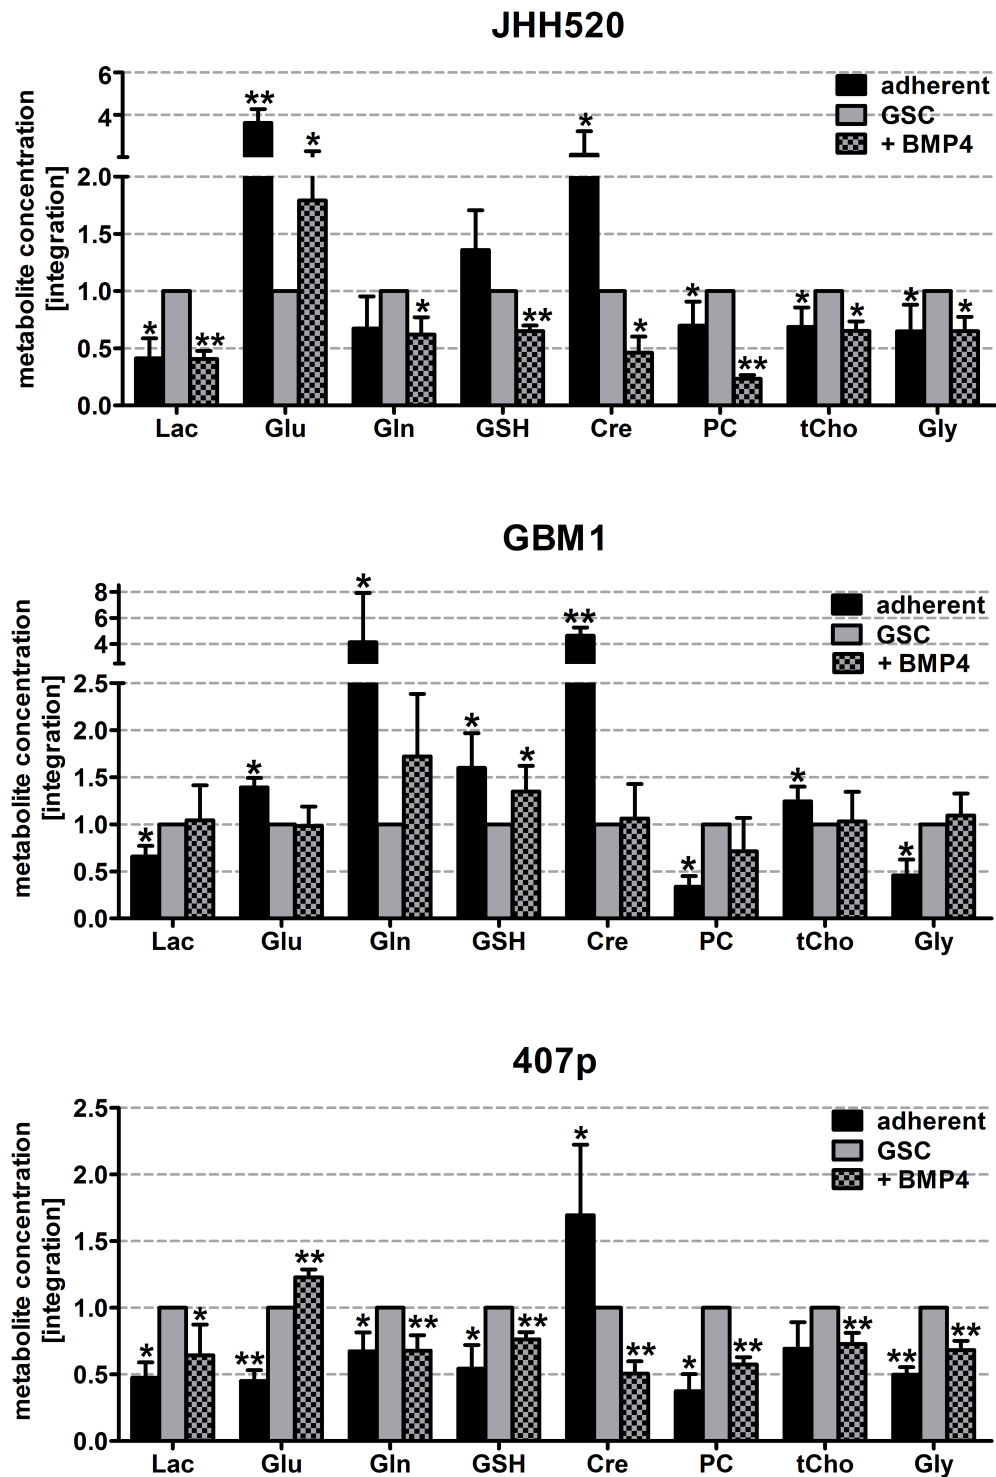 JHH520
metabolite concentration
[integration]
6
4
2.0
1.5
1.0
0.5
0.0
adherent
GSC
+ BMP4
** * * * ** * ** * * * ** * * * *
Lac Glu Gln GSH Cre PC tCho Gly
GBM1
metabolite concentration
[integration]
8
6
4
2.5
2.0
1.5
1.0
0.5
0.0
adherent
GSC
+ BMP4
* * * * * ** * * *
Lac Glu Gln GSH Cre PC tCho Gly
407p
metabolite concentration
[integration]
2.5
2.0
1.5
1.0
0.5
0.0
adherent
GSC
+ BMP4
* * ** ** * ** * ** * ** * ** ** ** **
Lac Glu Gln GSH Cre PC tCho Gly